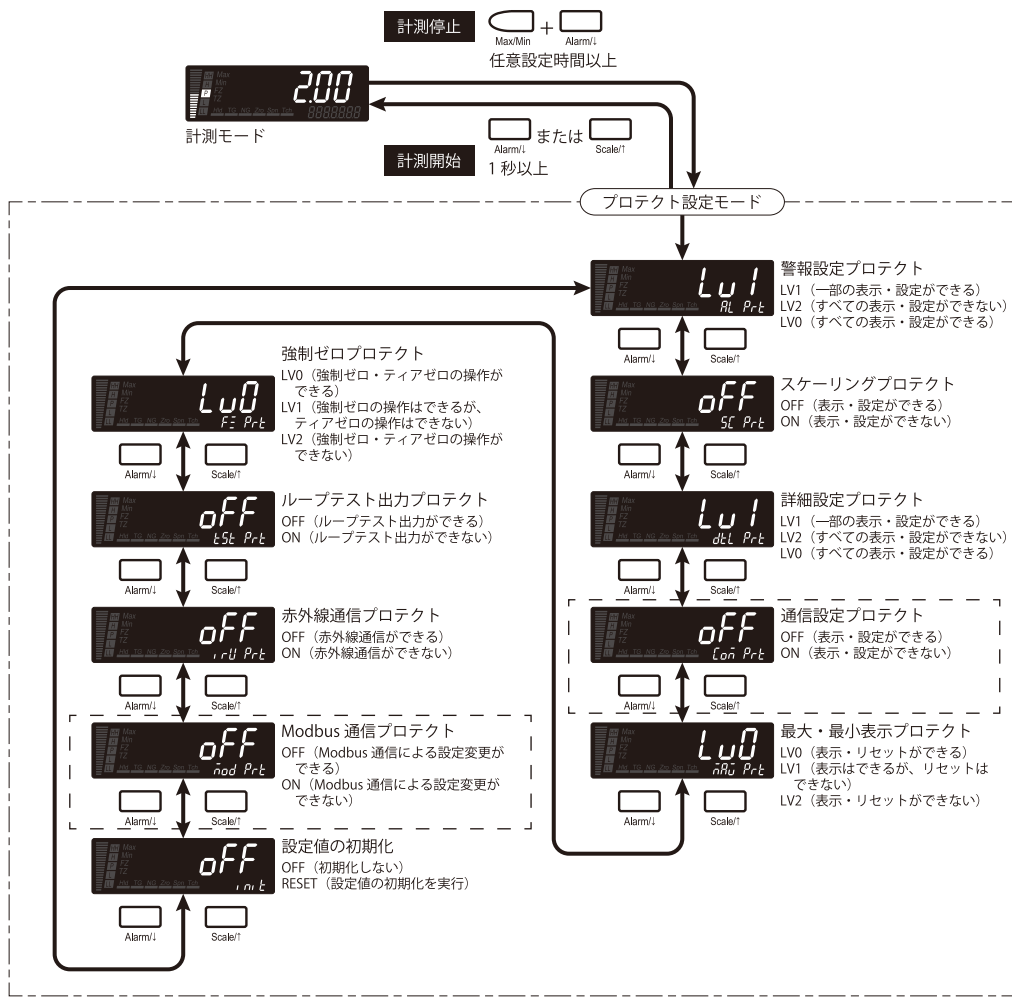 計測停止
Max/Min
+
Alarm/↓
任意設定時間以上
2.00
計測モード
計測開始
Alarm/↓
または
Scale/↑
1 秒以上
プロテクト設定モード
Lv1
AL Prt
警報設定プロテクト
LV1（一部の表示・設定ができる）
LV2（すべての表示・設定ができない）
LV0（すべての表示・設定ができる）
Alarm/↓
Scale/↑
oFF
SC Prt
スケーリングプロテクト
OFF（表示・設定ができる）
ON（表示・設定ができない）
Alarm/↓
Scale/↑
Lv1
dtL Prt
詳細設定プロテクト
LV1（一部の表示・設定ができる）
LV2（すべての表示・設定ができない）
LV0（すべての表示・設定ができる）
Alarm/↓
Scale/↑
oFF
Com Prt
通信設定プロテクト
OFF（表示・設定ができる）
ON（表示・設定ができない）
Alarm/↓
Scale/↑
Lv0
Prt
最大・最小表示プロテクト
LV0（表示・リセットができる）
LV1（表示はできるが、リセットは
できない）
LV2（表示・リセットができない）
Alarm/↓
Scale/↑
Lv0
FZ Prt
強制ゼロプロテクト
LV0（強制ゼロ・ティアゼロの操作が
できる）
LV1（強制ゼロの操作はできるが、
ティアゼロの操作はできない）
LV2（強制ゼロ・ティアゼロの操作が
できない）
Alarm/↓
Scale/↑
oFF
tSt Prt
ループテスト出力プロテクト
OFF（ループテスト出力ができる）
ON（ループテスト出力ができない）
Alarm/↓
Scale/↑
oFF
Prt
赤外線通信プロテクト
OFF（赤外線通信ができる）
ON（赤外線通信ができない）
Alarm/↓
Scale/↑
oFF
mod Prt
Modbus 通信プロテクト
OFF（Modbus 通信による設定変更が
できる）
ON（Modbus 通信による設定変更が
できない）
Alarm/↓
Scale/↑
oFF
init
設定値の初期化
OFF（初期化しない）
RESET（設定値の初期化を実行）
Alarm/↓
Scale/↑